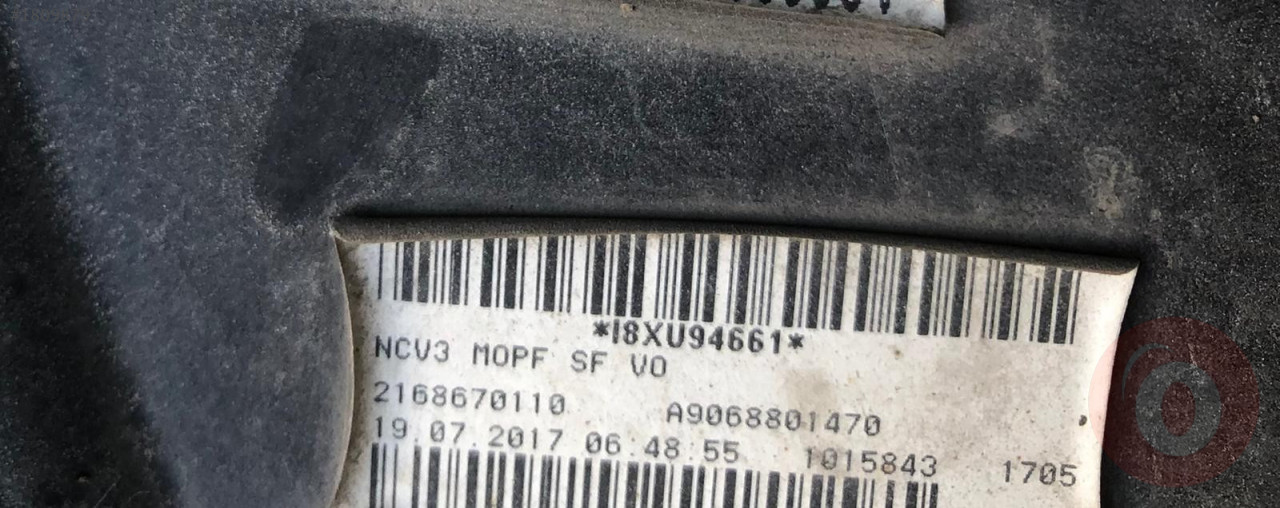 *I8XU94661*
NCV3 MOPF SF VO
2168670110 A9068801470
19.07.2017 06:48:55 1015843 1705